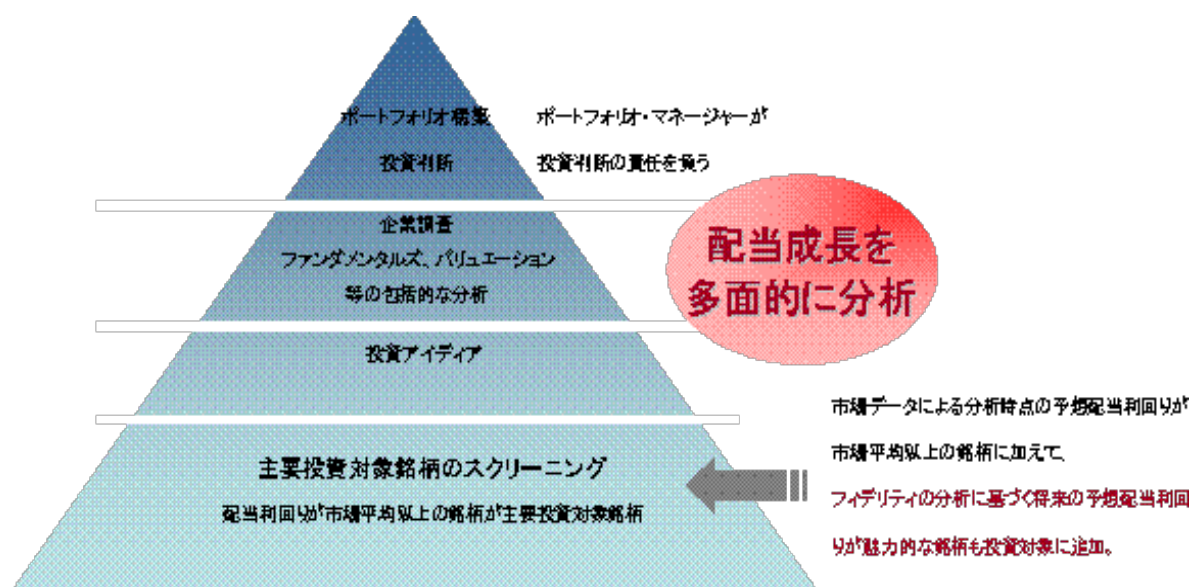 ポートフォリオ構築
投資判断
ポートフォリオ・マネージャーが
投資判断の責任を負う
企業調査
ファンダメンタルズ、バリュエーション
等の包括的な分析
配当成長を
多面的に分析
投資アイディア
主要投資対象銘柄のスクリーニング
配当利回りが市場平均以上の銘柄が主要投資対象銘柄
市場データによる分析時点の予想配当利回りが
市場平均以上の銘柄に加えて、
フィデリティの分析に基づく将来の予想配当利回
りが魅力的な銘柄も投資対象に追加。